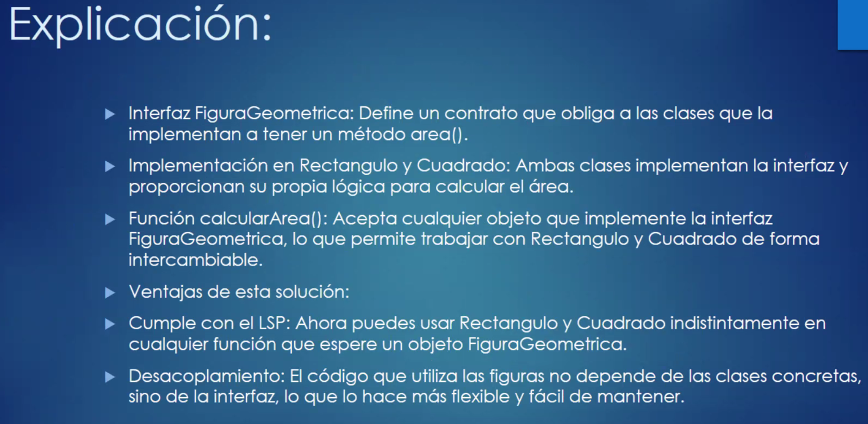 Explicación:
Interfaz FiguraGeometrica: Define un contrato que obliga a las clases que la
implementan a tener un método area().
Implementación en Rectangulo y Cuadrado: Ambas clases implementan la interfaz y
proporcionan su propia lógica para calcular el área.
Función calcularArea(): Acepta cualquier objeto que implemente la interfaz
FiguraGeometrica, lo que permite trabajar con Rectangulo y Cuadrado de forma
intercambiable.
Ventajas de esta solución:
Cumple con el LSP: Ahora puedes usar Rectangulo y Cuadrado indistintamente en
cualquier función que espere un objeto FiguraGeometrica.
Desacoplamiento: El código que utiliza las figuras no depende de las clases concretas,
sino de la interfaz, lo que lo hace más flexible y fácil de mantener.